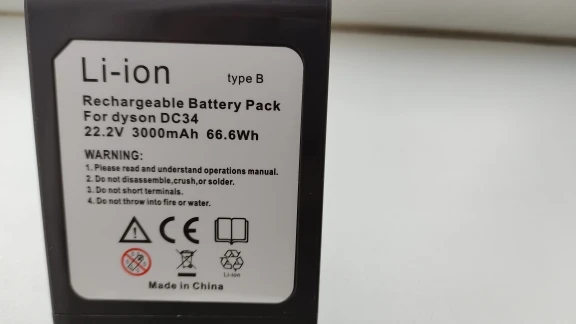 Li-ion type B
Rechargeable Battery Pack
For dyson DC34
22.2V 3000mAh 66.6Wh
WARNING:
1. Please read and understand operations manual.
2. Do not disassemble,crush,or solder.
3. Do not short terminals.
4. Do not throw into fire or water.
CE
Li-ion
Made in China